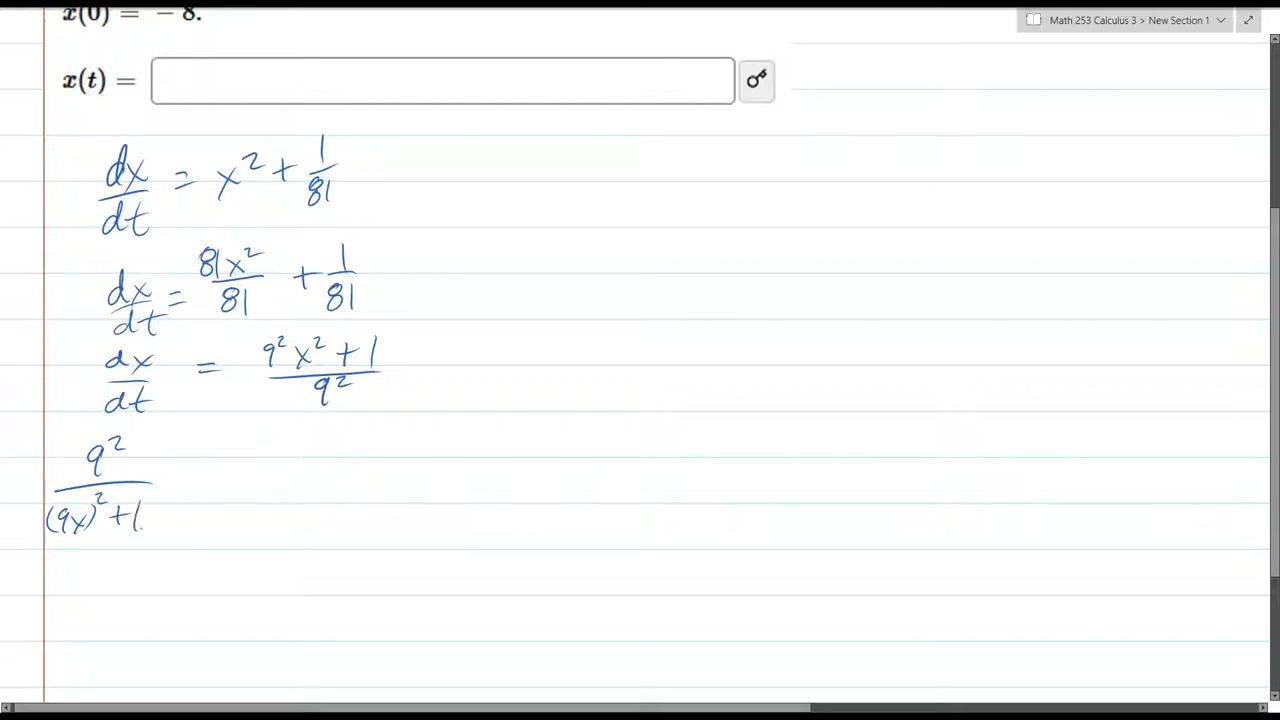 x(0) = − 8.
Math 253 Calculus 3 > New Section 1
x(t) =
dx/dt = x² + 1/81
dx/dt = 81x²/81 + 1/81
dx/dt = (9²x² + 1)/9²
9²/((9x)² + 1